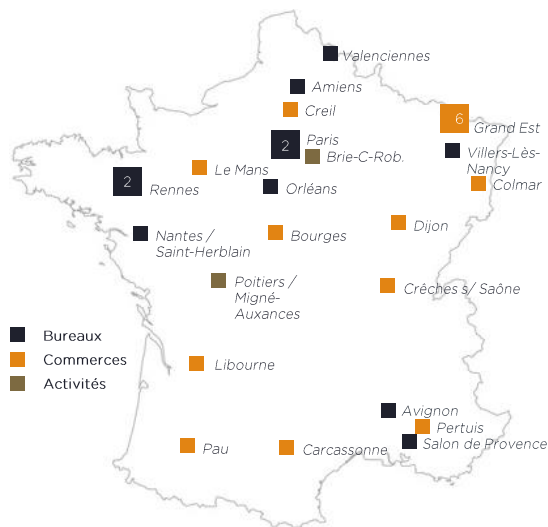 Valenciennes
Amiens
Creil
6
Grand Est
2
Paris
Brie-C-Rob.
Villers-Lès-
Nancy
Le Mans
2
Rennes
Orléans
Colmar
Nantes /
Saint-Herblain
Bourges
Dijon
Poitiers /
Migné-
Auxances
Crêches s/ Saône
Bureaux
Commerces
Activités
Libourne
Avignon
Pertuis
Salon de Provence
Pau
Carcassonne